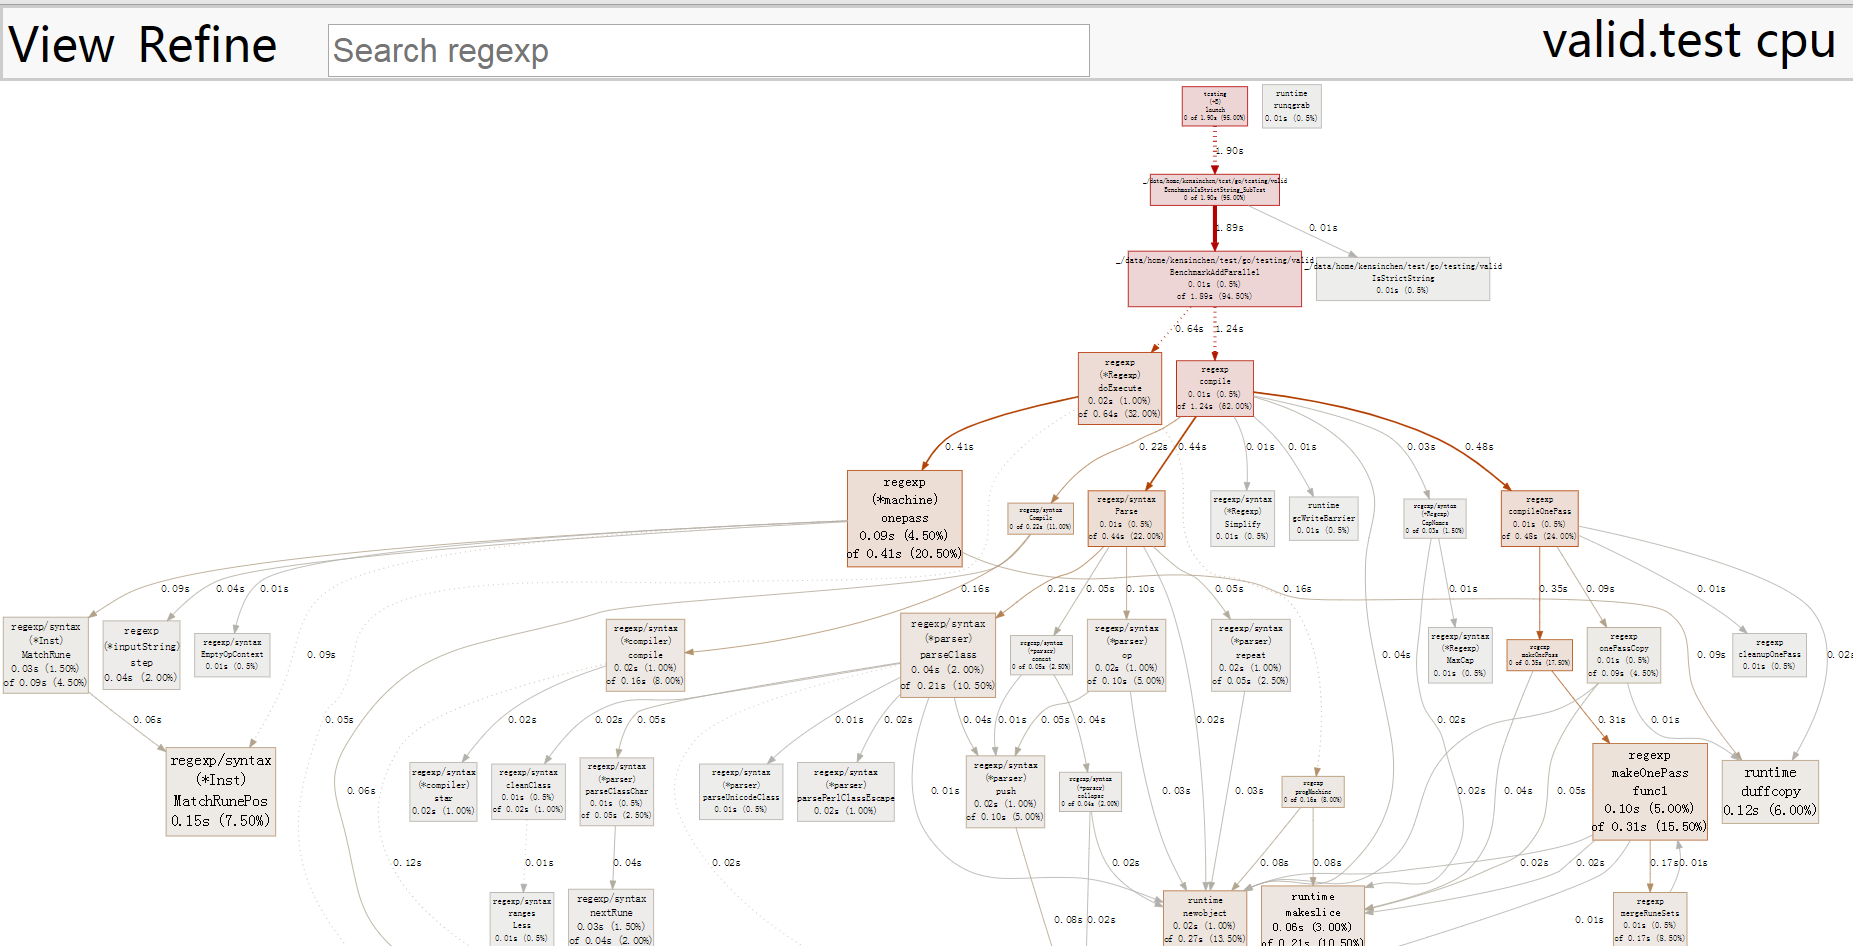 View Refine
Search regexp
valid.test cpu
testing
launch
0 of 1.90s (95.00%)
runtime
runqgrab
0.01s (0.5%)
1.90s
_/data/home/kensinchen/test/go/testing/valid
BenchmarkIsStrictString_SubTest
0 of 1.90s (95.00%)
1.89s
0.01s
_/data/home/kensinchen/test/go/testing/valid
BenchmarkAddParallel
0.01s (0.5%)
of 1.89s (94.50%)
_/data/home/kensinchen/test/go/testing/valid
IsStrictString
0.01s (0.5%)
0.64s
1.24s
regexp
(*Regexp)
doExecute
0.02s (1.00%)
of 0.64s (32.00%)
regexp
compile
0.01s (0.5%)
of 1.24s (62.00%)
0.41s
0.22s
0.44s
0.01s
0.01s
0.03s
0.48s
regexp
(*machine)
onepass
0.09s (4.50%)
of 0.41s (20.50%)
regexp/syntax
Compile
0 of 0.22s (11.00%)
regexp/syntax
Parse
0.01s (0.5%)
of 0.44s (22.00%)
regexp/syntax
(*Regexp)
Simplify
0.01s (0.5%)
runtime
gcWriteBarrier
0.01s (0.5%)
regexp/syntax
(*Regexp)
CapNames
0 of 0.03s (1.50%)
regexp
compileOnePass
0.01s (0.5%)
of 0.48s (24.00%)
0.09s
0.04s
0.01s
0.16s
0.21s
0.05s
0.10s
0.05s
0.16s
0.01s
0.35s
0.09s
0.01s
regexp/syntax
(*Inst)
MatchRune
0.03s (1.50%)
of 0.09s (4.50%)
regexp
(*inputString)
step
0.04s (2.00%)
regexp/syntax
EmptyOpContext
0.01s (0.5%)
0.09s
regexp/syntax
(*compiler)
compile
0.02s (1.00%)
of 0.16s (8.00%)
regexp/syntax
(*parser)
parseClass
0.04s (2.00%)
of 0.21s (10.50%)
regexp/syntax
(*parser)
concat
0 of 0.05s (2.50%)
regexp/syntax
(*parser)
op
0.02s (1.00%)
of 0.10s (5.00%)
regexp/syntax
(*parser)
repeat
0.02s (1.00%)
of 0.05s (2.50%)
0.04s
regexp/syntax
(*Regexp)
MaxCap
0.01s (0.5%)
regexp
makeOnePass
0 of 0.35s (17.50%)
regexp
onePassCopy
0.01s (0.5%)
of 0.09s (4.50%)
0.09s
regexp
cleanupOnePass
0.01s (0.5%)
0.02s
0.06s
0.05s
0.02s
0.02s
0.05s
0.01s
0.02s
0.04s
0.01s
0.05s
0.04s
0.02s
0.02s
0.31s
0.01s
regexp/syntax
(*Inst)
MatchRunePos
0.15s (7.50%)
0.06s
regexp/syntax
(*compiler)
star
0.02s (1.00%)
regexp/syntax
cleanClass
0.01s (0.5%)
of 0.02s (1.00%)
regexp/syntax
(*parser)
parseClassChar
0.01s (0.5%)
of 0.05s (2.50%)
regexp/syntax
(*parser)
parseUnicodeClass
0.01s (0.5%)
regexp/syntax
(*parser)
parsePerlClassEscape
0.02s (1.00%)
0.01s
regexp/syntax
(*parser)
push
0.02s (1.00%)
of 0.10s (5.00%)
regexp/syntax
(*parser)
collapse
0 of 0.04s (2.00%)
0.03s
0.03s
regexp
progMachine
0 of 0.16s (8.00%)
0.02s
0.04s
0.05s
regexp
makeOnePass
func1
0.10s (5.00%)
of 0.31s (15.50%)
runtime
duffcopy
0.12s (6.00%)
0.12s
0.01s
0.04s
0.02s
0.02s
0.08s
0.08s
0.02s
0.02s
0.17s
0.01s
regexp/syntax
ranges
Less
0.01s (0.5%)
regexp/syntax
nextRune
0.03s (1.50%)
of 0.04s (2.00%)
0.08s
0.02s
runtime
newobject
0.02s (1.00%)
of 0.27s (13.50%)
runtime
makeslice
0.06s (3.00%)
of 0.21s (10.50%)
0.01s
regexp
mergeRuneSets
0.01s (0.5%)
of 0.17s (8.50%)